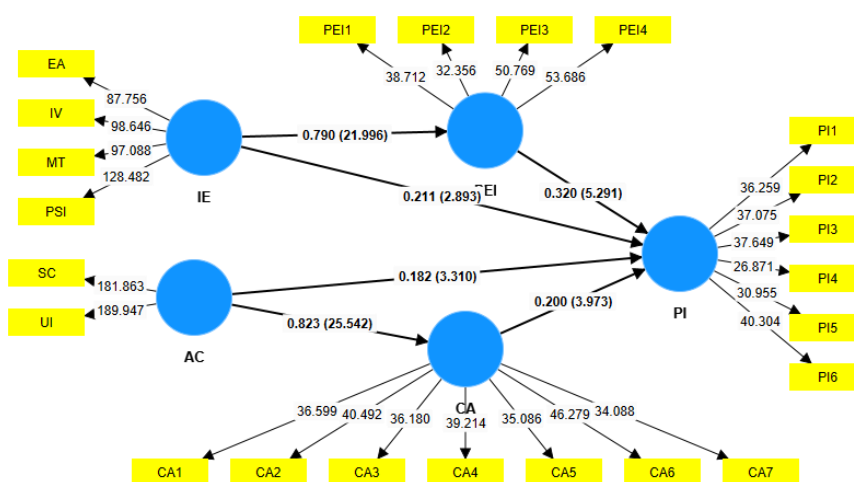 PEI1
PEI2
PEI3
PEI4
38.712
32.356
50.769
53.686
EA
IV
MT
PSI
87.756
98.646
97.088
128.482
IE
0.790 (21.996)
0.211 (2.893)
0.320 (5.291)
PI1
PI2
PI3
PI4
PI5
PI6
36.259
37.075
37.649
26.871
30.955
40.304
PI
SC
UI
181.863
189.947
AC
0.182 (3.310)
0.823 (25.542)
0.200 (3.973)
CA
36.599
40.492
36.180
39.214
35.086
46.279
34.088
CA1
CA2
CA3
CA4
CA5
CA6
CA7